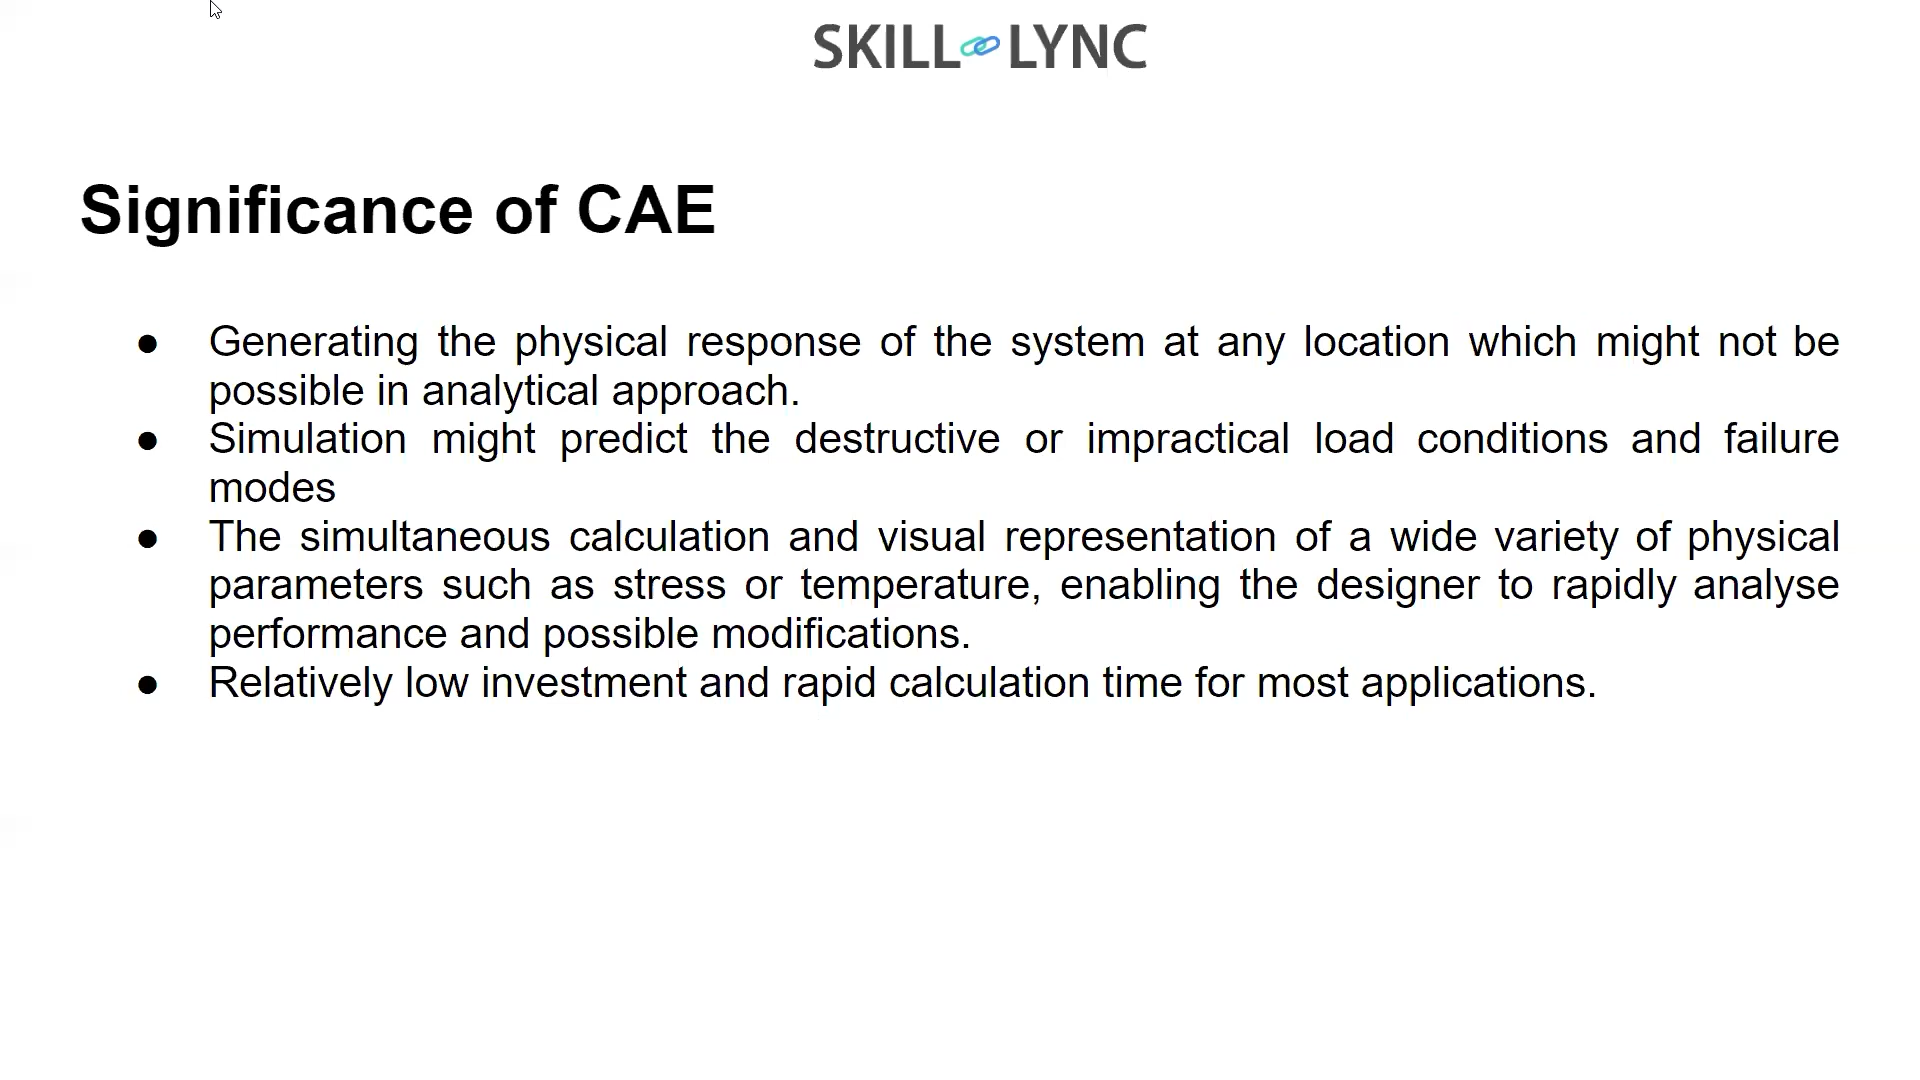 SKILL LYNC
Significance of CAE
● Generating the physical response of the system at any location which might not be
possible in analytical approach.
● Simulation might predict the destructive or impractical load conditions and failure
modes
● The simultaneous calculation and visual representation of a wide variety of physical
parameters such as stress or temperature, enabling the designer to rapidly analyse
performance and possible modifications.
● Relatively low investment and rapid calculation time for most applications.